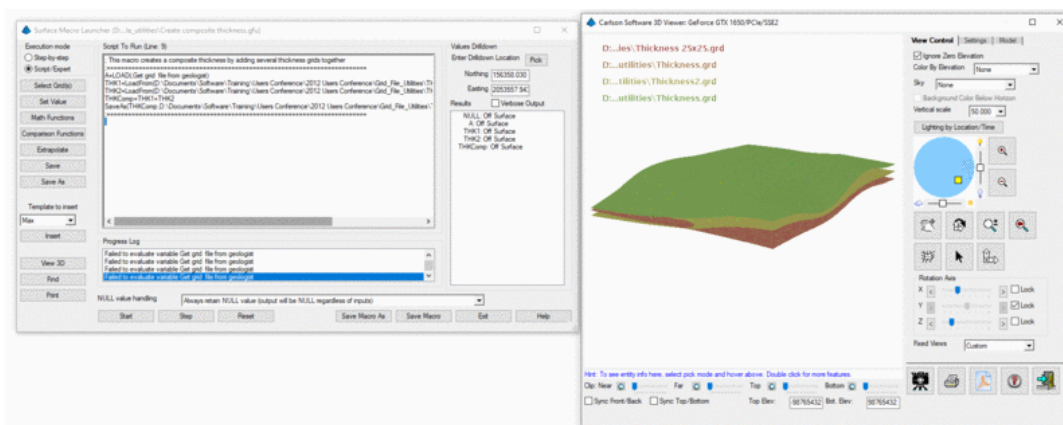 Surface Macro Launcher (D:...le_utilities\Create composite thickness.gfu)
Execution mode
Step-by-step
Script/Expert
Select Grid(s)
Set Value
Math Functions
Comparison Functions
Extrapolate
Save
Save As
Template to insert
Max
Insert
View 3D
Find
Print
Script To Run (Line: 9)
; This macro creates a composite thickness by adding several thickness grids together
A=LOAD(Get grid file from geologist)
THK1=LoadFrom(D:\Documents\Software\Training\Users Conference\2012 Users Conference\Grid_File_Utilities\Th
THK2=LoadFrom(D:\Documents\Software\Training\Users Conference\2012 Users Conference\Grid_File_Utilities\Th
THKComp=THK1+THK2
SaveAs(THKComp,D:\Documents\Software\Training\Users Conference\2012 Users Conference\Grid_File_Utilities\
Progress Log
Failed to evaluate variable Get grid file from geologist
Failed to evaluate variable Get grid file from geologist
Failed to evaluate variable Get grid file from geologist
Failed to evaluate variable Get grid file from geologist
NULL value handling
Always retain NULL value (output will be NULL regardless of inputs)
Start
Step
Reset
Save Macro As
Save Macro
Exit
Help
Values Drilldown
Easting/Northing Drilldown Location
Pick
Northing 156358.030
Easting 2053557.943
Results
Verbose Output
NULL: Off Surface
A: Off Surface
THK1: Off Surface
THK2: Off Surface
THKComp: Off Surface
Carlson Software 3D Viewer: GeForce GTX 1650/PCIe/SSE2
D:...ies\Thickness 25x25.grd
D:...utilities\Thickness.grd
D:...tilities\Thickness2.grd
D:...utilities\Thickness.grd
Hint: To see entity info here, select pick mode and hover above. Double click for more features.
Clip: Near
Far
Top
Bottom
Sync Front/Back
Sync Top/Bottom
Top Elev: -98765432
Bot. Elev: 98765432
View Control
Settings
Model
Ignore Zero Elevation
Color By Elevation None
Sky None
Background Color Below Horizon
Vertical scale 50.000
Lighting by Location/Time
Rotation Axis
X
Lock
Y
Lock
Z
Lock
Fixed Views Custom